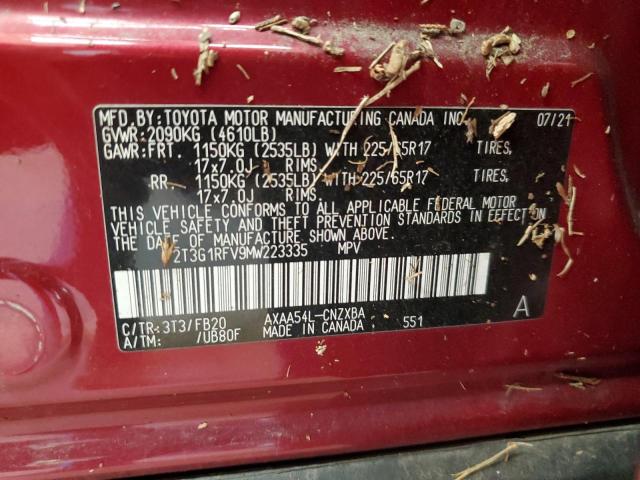 MFD.BY:TOYOTA MOTOR MANUFACTURING CANADA INC. 07/21
GVWR:2090KG (4610LB)
GAWR:FRT. 1150KG (2535LB) WITH 225/65R17 TIRES,
17x7.0J RIMS,
RR. 1150KG (2535LB) WITH 225/65R17 TIRES,
17x7.0J RIMS.
THIS VEHICLE CONFORMS TO ALL APPLICABLE FEDERAL MOTOR
VEHICLE SAFETY AND THEFT PREVENTION STANDARDS IN EFFECT ON
THE DATE OF MANUFACTURE SHOWN ABOVE.
2T3G1RFV9MW223335 MPV
C/TR:3T3/FB20 AXAA54L-CNZXBA A
A/TM: /UB80F MADE IN CANADA 551